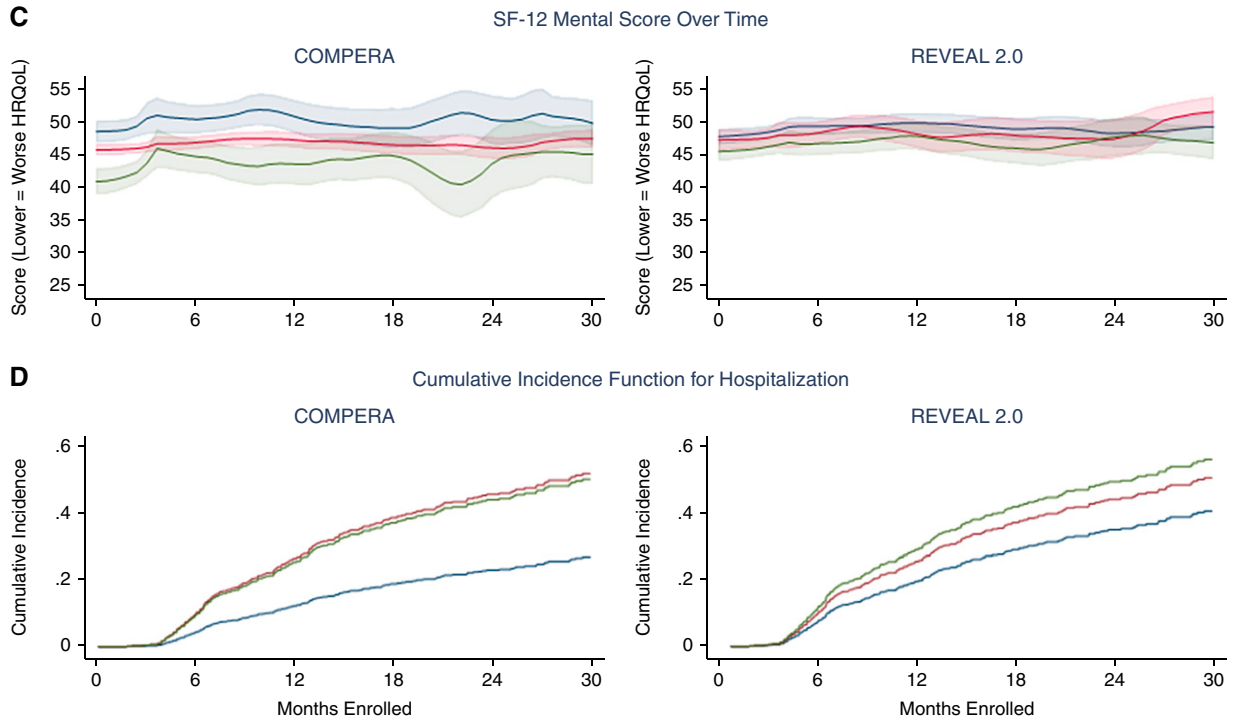 C
SF-12 Mental Score Over Time
COMPERA
REVEAL 2.0
Score (Lower = Worse HRQoL)
55
50
45
40
35
30
25
0 6 12 18 24 30
Score (Lower = Worse HRQoL)
55
50
45
40
35
30
25
0 6 12 18 24 30
D
Cumulative Incidence Function for Hospitalization
COMPERA
REVEAL 2.0
Cumulative Incidence
.6
.4
.2
0
0 6 12 18 24 30
Months Enrolled
Cumulative Incidence
.6
.4
.2
0
0 6 12 18 24 30
Months Enrolled